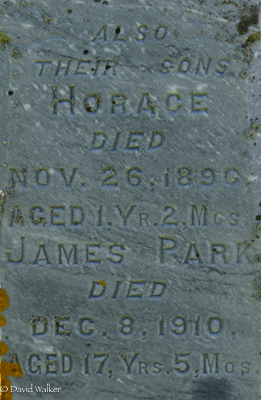 ALSO
THEIR SONS
HORACE
DIED
NOV. 26, 1890,
AGED 1, YR. 2, MOS.
JAMES PARK
DIED
DEC. 8, 1910,
AGED 17, YRS. 5, MOS.
© David Walker